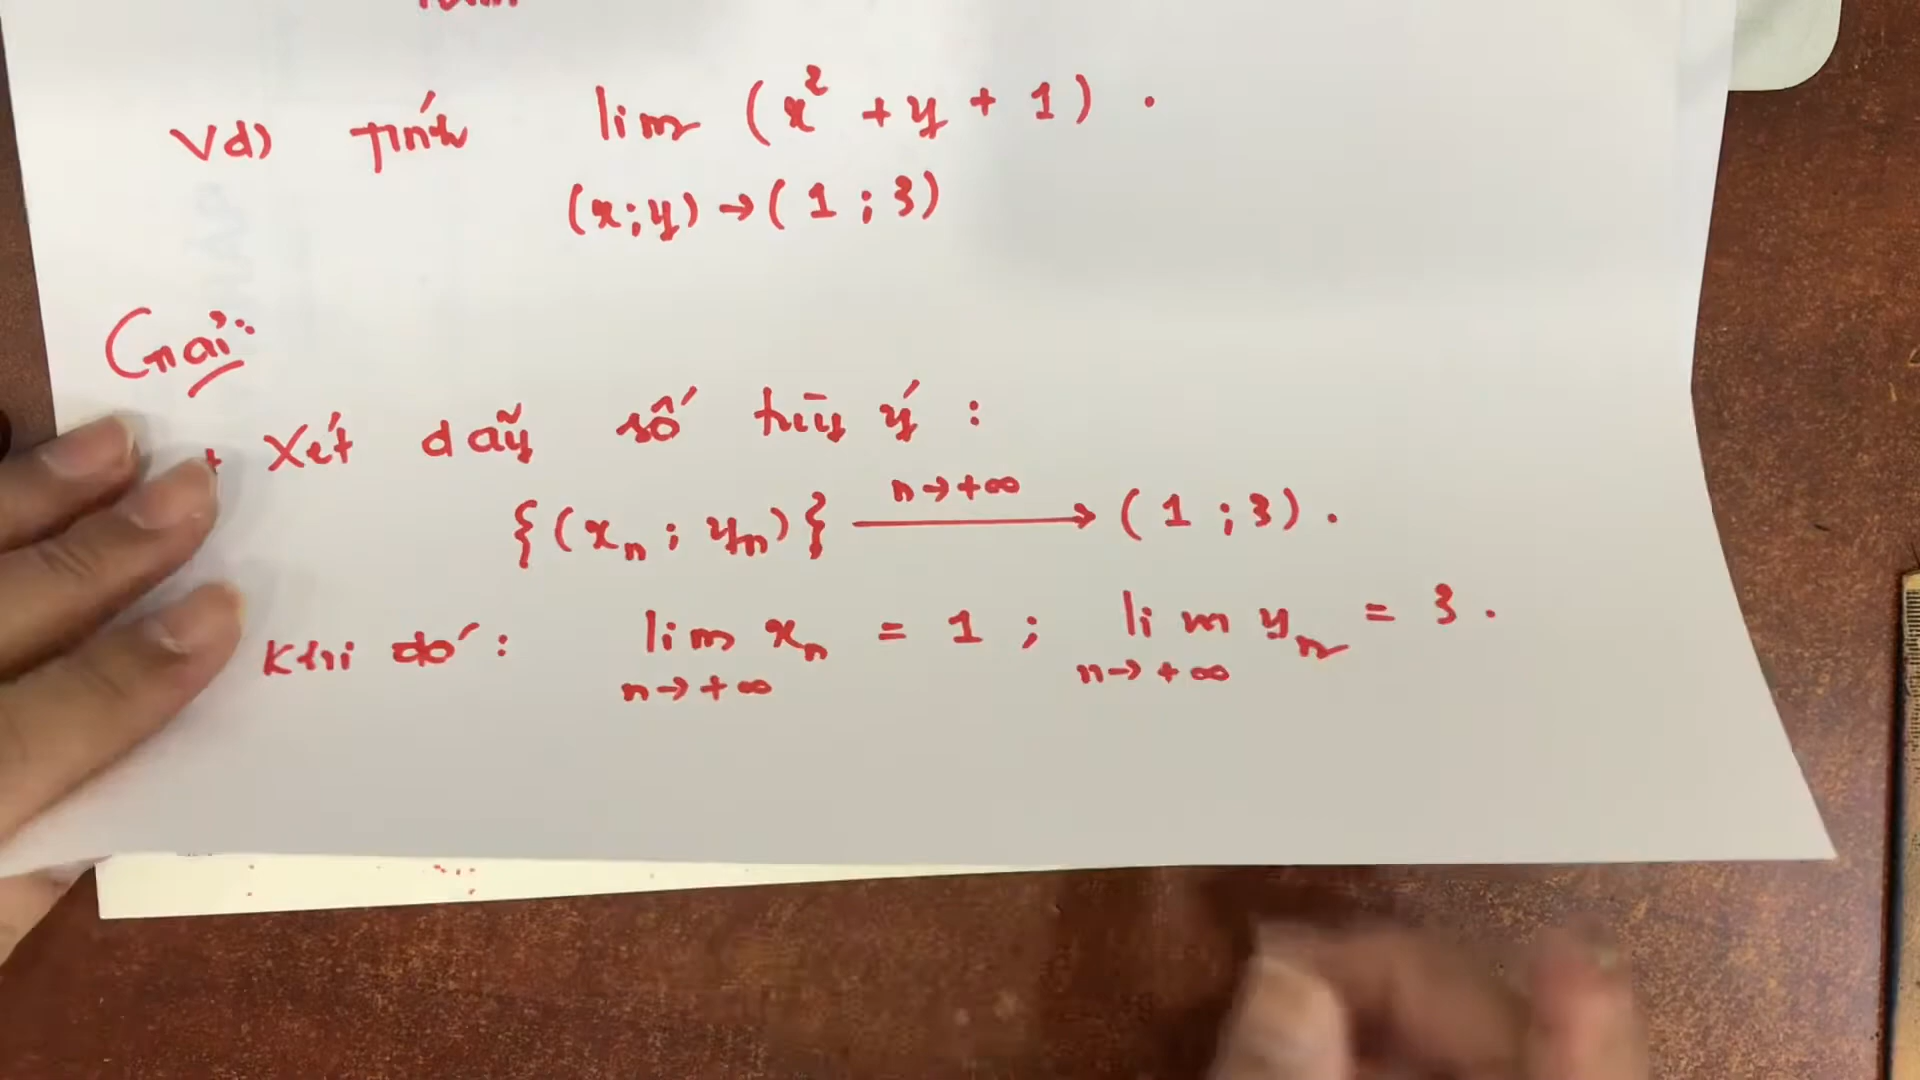 Vd) Tính lim (x² + y + 1).
(x;y) → (1;3)
Giải:
+ Xét dãy số tùy ý:
n→+∞
{(xₙ; yₙ)} ⟶ (1;3).
Khi đó: lim xₙ = 1; lim yₙ = 3.
n→+∞ n→+∞